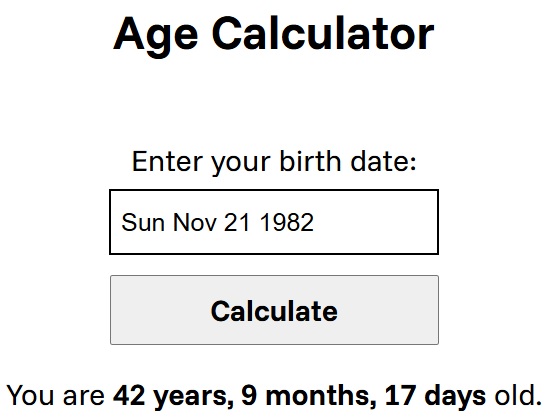 Age Calculator
Enter your birth date:
Sun Nov 21 1982
Calculate
You are 42 years, 9 months, 17 days old.